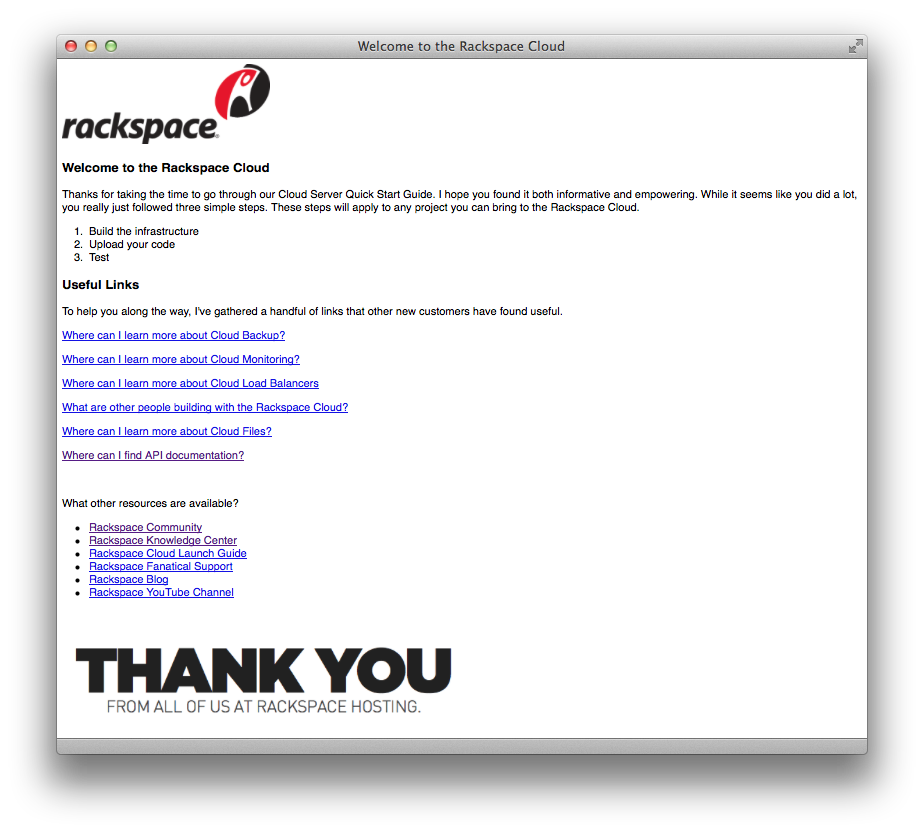 Welcome to the Rackspace Cloud
rackspace.
Welcome to the Rackspace Cloud
Thanks for taking the time to go through our Cloud Server Quick Start Guide. I hope you found it both informative and empowering. While it seems like you did a lot,
you really just followed three simple steps. These steps will apply to any project you can bring to the Rackspace Cloud.
1. Build the infrastructure
2. Upload your code
3. Test
Useful Links
To help you along the way, I've gathered a handful of links that other new customers have found useful.
Where can I learn more about Cloud Backup?
Where can I learn more about Cloud Monitoring?
Where can I learn more about Cloud Load Balancers
What are other people building with the Rackspace Cloud?
Where can I learn more about Cloud Files?
Where can I find API documentation?
What other resources are available?
• Rackspace Community
• Rackspace Knowledge Center
• Rackspace Cloud Launch Guide
• Rackspace Fanatical Support
• Rackspace Blog
• Rackspace YouTube Channel
THANK YOU
FROM ALL OF US AT RACKSPACE HOSTING.